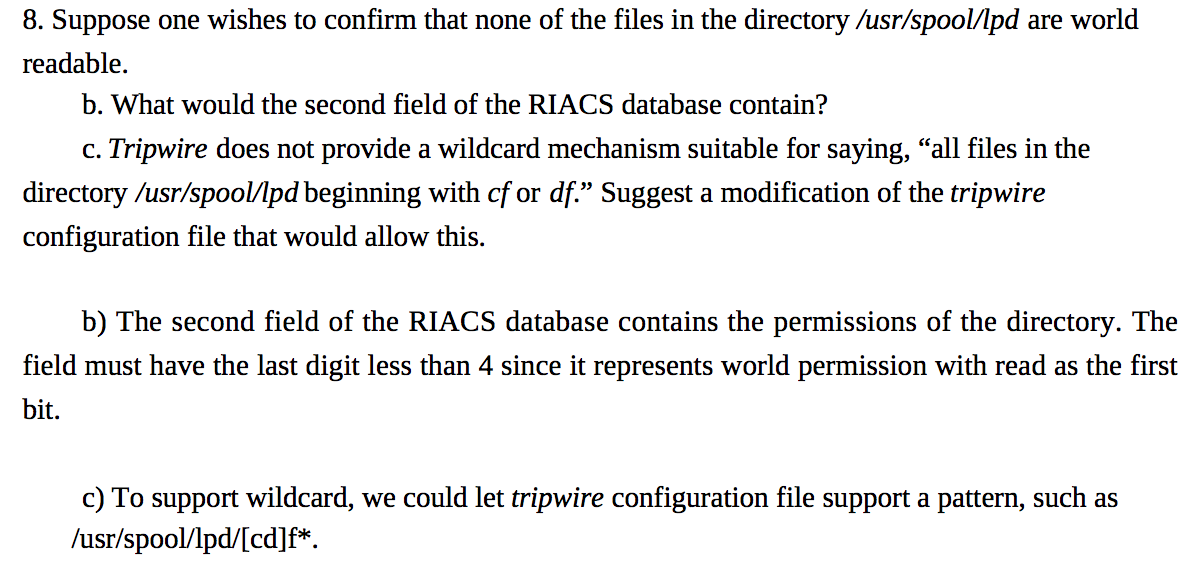 8. Suppose one wishes to confirm that none of the files in the directory /usr/spool/lpd are world
readable.
b. What would the second field of the RIACS database contain?
c. Tripwire does not provide a wildcard mechanism suitable for saying, “all files in the
directory /usr/spool/lpd beginning with cf or df.” Suggest a modification of the tripwire
configuration file that would allow this.
b) The second field of the RIACS database contains the permissions of the directory. The
field must have the last digit less than 4 since it represents world permission with read as the first
bit.
c) To support wildcard, we could let tripwire configuration file support a pattern, such as
/usr/spool/lpd/[cd]f*.